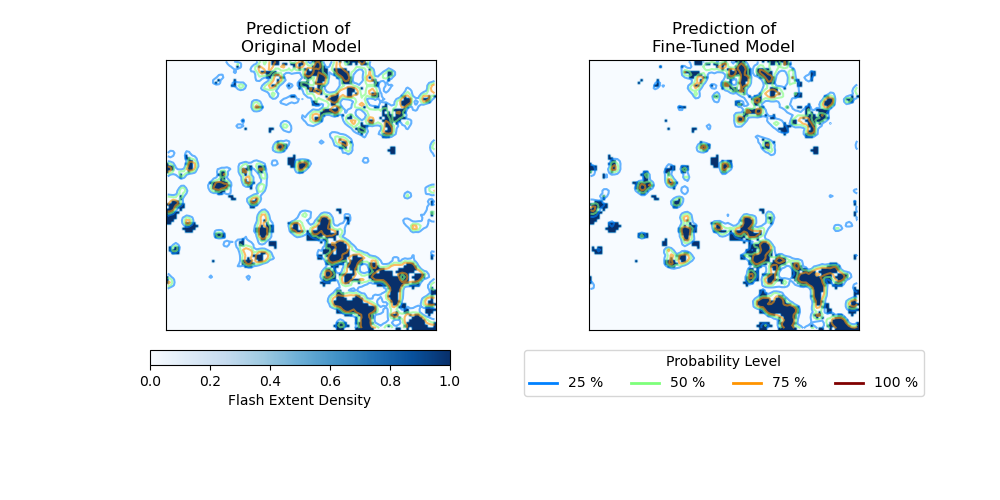 Prediction of
Original Model
Prediction of
Fine-Tuned Model
0.0 0.2 0.4 0.6 0.8 1.0
Flash Extent Density
Probability Level
25 % 50 % 75 % 100 %